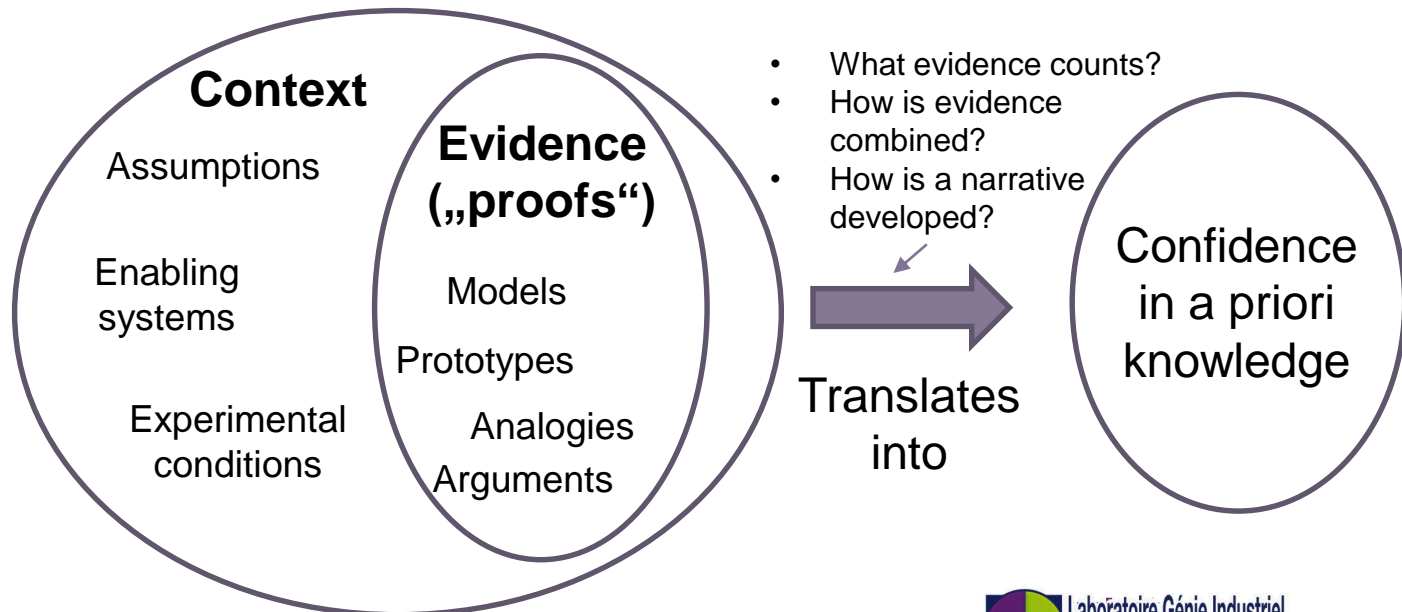 Context
Assumptions
Enabling
systems
Experimental
conditions
Evidence
(„proofs“)
Models
Prototypes
Analogies
Arguments
• What evidence counts?
• How is evidence
combined?
• How is a narrative
developed?
Translates
into
Confidence
in a priori
knowledge
Laboratoire Génie Industriel